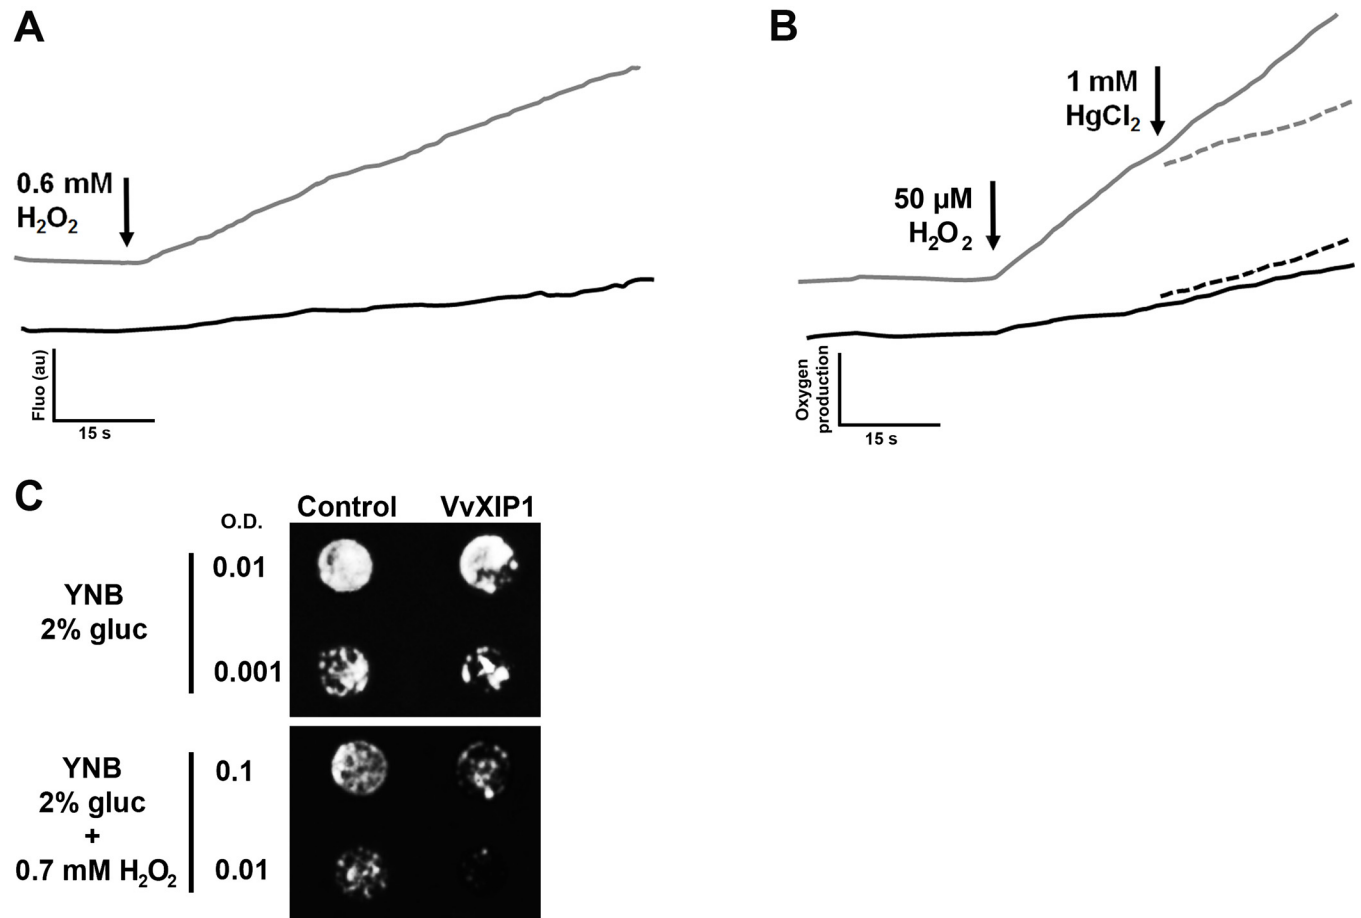 A
0.6 mM
H₂O₂
Fluo (au)
15 s
B
1 mM
HgCl₂
50 µM
H₂O₂
Oxygen
production
15 s
C
O.D.
Control VvXIP1
YNB
2% gluc
0.01
0.001
YNB
2% gluc
+
0.7 mM H₂O₂
0.1
0.01